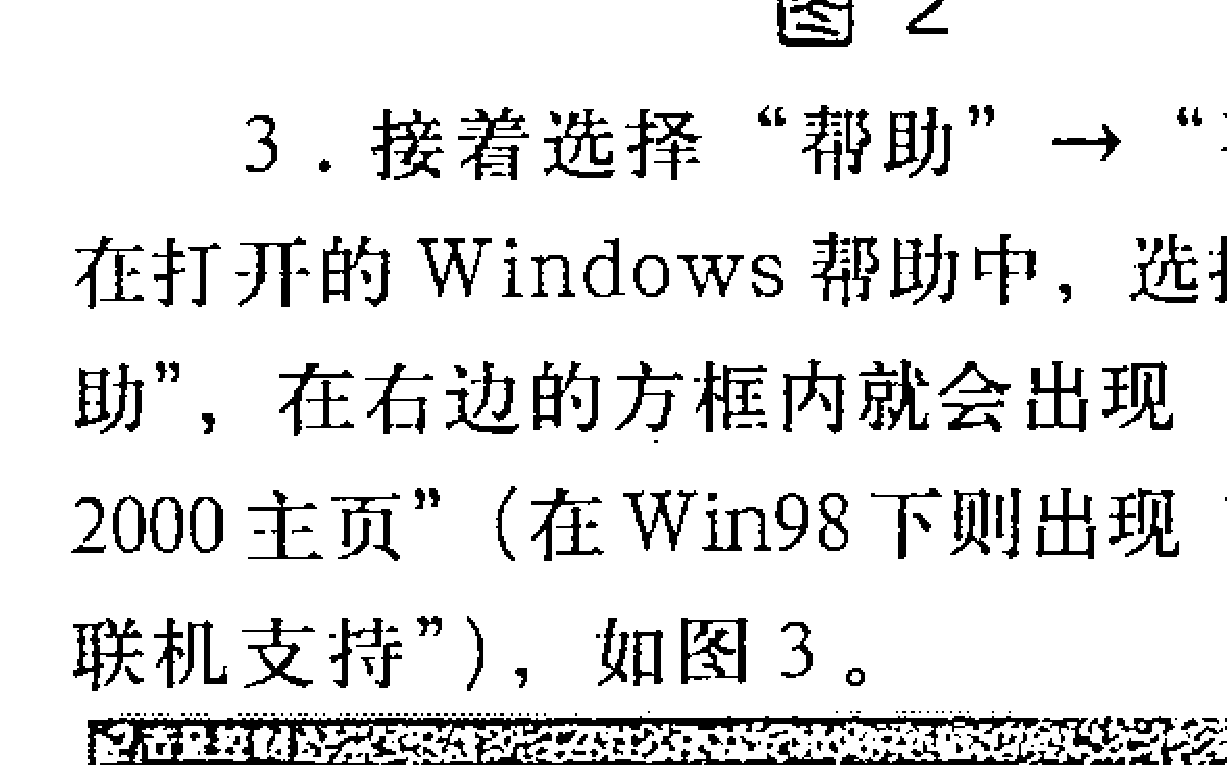 图 2
3．接着选择“帮助”→“
在打开的 Windows 帮助中，选
助”，在右边的方框内就会出现
2000 主页”（在 Win98 下则出现
联机支持”），如图 3。